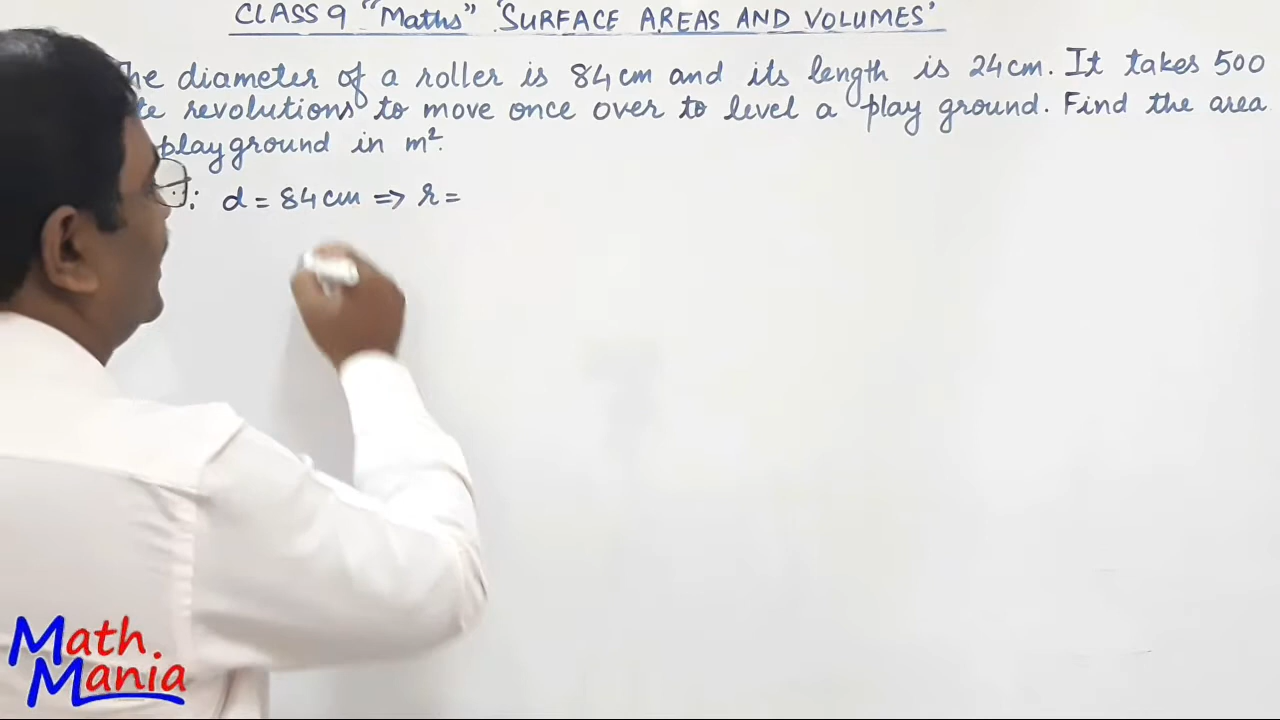 CLASS 9 "Maths" 'SURFACE AREAS AND VOLUMES'
he diameter of a roller is 84 cm and its length is 24 cm. It takes 500
te revolutions to move once over to level a play ground. Find the area
playground in m².
∵ d = 84 cm ⇒ r =
Math
Mania